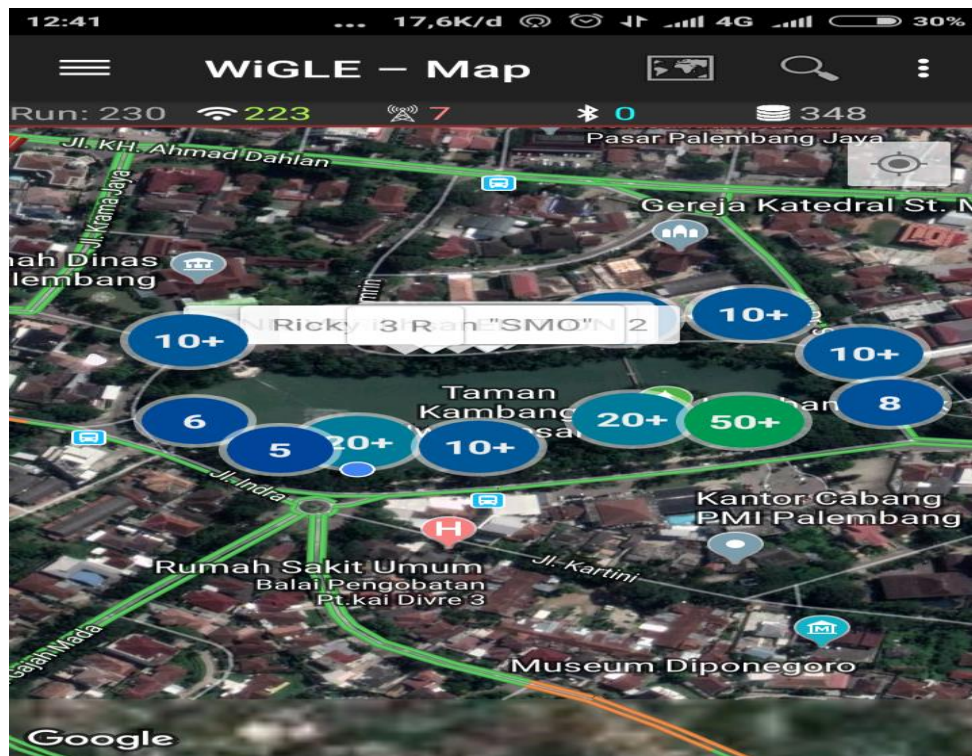 12:41 ... 17,6K/d 4G 30%
WiGLE – Map
Run: 230 223 7 0 348
Pasar Palembang Jaya
Jl. KH. Ahmad Dahlan
Jl. Krama Jaya
Gereja Katedral St.
lembang
10+
Ricky 3 R "SMO" 2
10+
10+
Taman
Kambang
6
5
20+
10+
20+
50+
8
Jl. Indra
Kantor Cabang
PMI Palembang
H
Rumah Sakit Umum
Balai Pengobatan
Pt.kai Divre 3
Jl. Kartini
Gajah Mada
Museum Diponegoro
Google